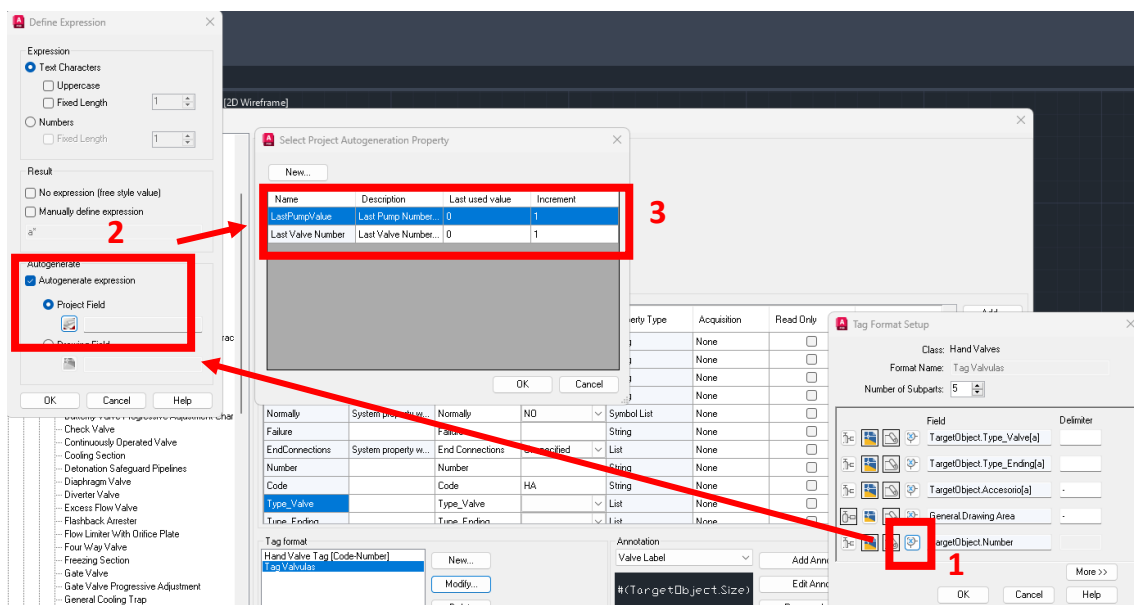 Define Expression
Expression
Text Characters
Uppercase
Fixed Length 1
Numbers
Fixed Length 1
Result
No expression (free style value)
Manually define expression
a"
2
Autogenerate
Autogenerate expression
Project Field
Drawing Field
OK Cancel Help
[2D Wireframe]
Select Project Autogeneration Property
New...
Name Description Last used value Increment
LastPumpValue Last Pump Number... 0 1
Last Valve Number Last Valve Number... 0 1
3
OK Cancel
erty Type Acquisition Read Only
None
None
None
None
Normally System property w... Normally NO Symbol List None
Failure Failure String None
EndConnections System property w... End Connections List None
Number Number String None
Code Code HA String None
Type_Valve Type_Valve List None
Type_Ending Type_Ending List None
Check Valve
Continuously Operated Valve
Cooling Section
Detonation Safeguard Pipelines
Diaphragm Valve
Diverter Valve
Excess Flow Valve
Flashback Arrester
Flow Limiter With Orifice Plate
Four Way Valve
Freezing Section
Gate Valve
Gate Valve Progressive Adjustment
General Cooling Trap
Tag format
Hand Valve Tag [Code-Number]
Tag Valvulas
New...
Modify...
Annotation
Valve Label
Add Anno
Edit Anno
#(TargetObject.Size)
Tag Format Setup
Class: Hand Valves
Format Name: Tag Valvulas
Number of Subparts: 5
Field Delimiter
TargetObject.Type_Valve[a]
TargetObject.Type_Ending[a]
TargetObject.Accesorio[a] -
General.Drawing Area -
TargetObject.Number
1
More >>
OK Cancel Help